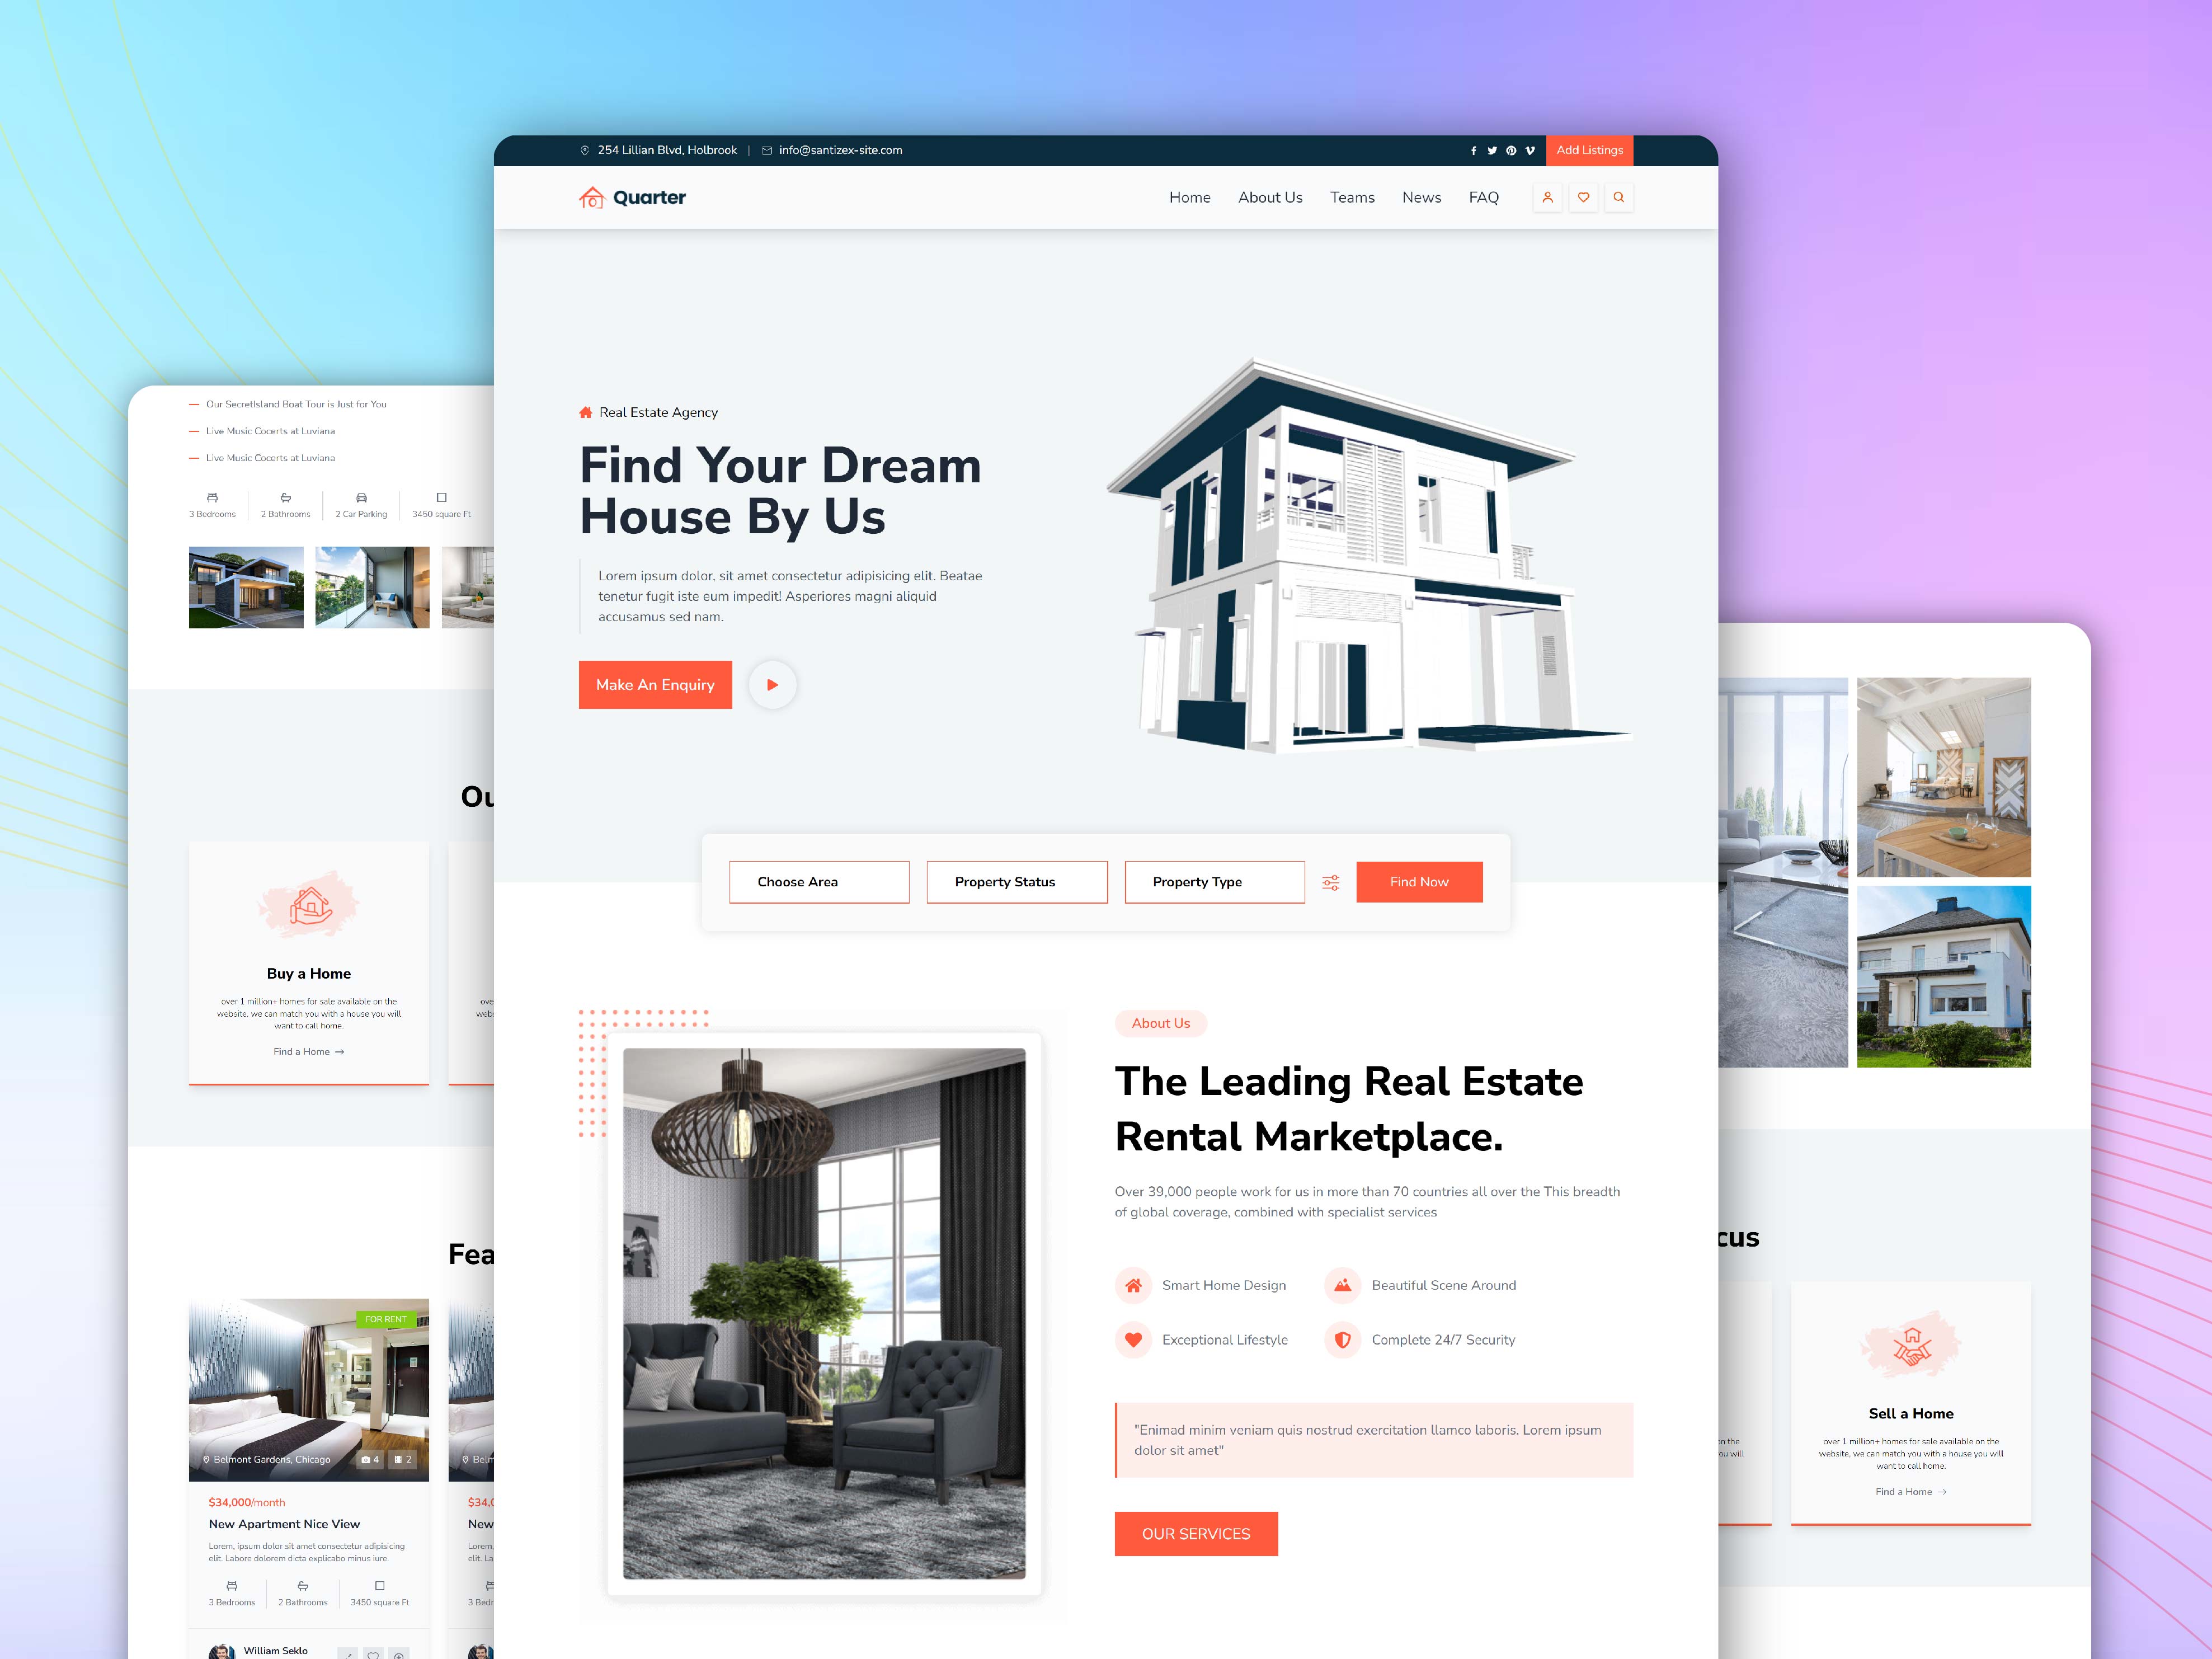 254 Lillian Blvd, Holbrook | info@santizex-site.com
Add Listings
Quarter
Home About Us Teams News FAQ
Real Estate Agency
Find Your Dream
House By Us
Lorem ipsum dolor, sit amet consectetur adipisicing elit. Beatae
tenetur fugit iste eum impedit! Asperiores magni aliquid
accusamus sed nam.
Make An Enquiry
Choose Area
Property Status
Property Type
Find Now
About Us
The Leading Real Estate
Rental Marketplace.
Over 39,000 people work for us in more than 70 countries all over the This breadth
of global coverage, combined with specialist services
Smart Home Design
Beautiful Scene Around
Exceptional Lifestyle
Complete 24/7 Security
"Enimad minim veniam quis nostrud exercitation llamco laboris. Lorem ipsum
dolor sit amet"
OUR SERVICES
Our SecretIsland Boat Tour is Just for You
Live Music Cocerts at Luviana
Live Music Cocerts at Luviana
3 Bedrooms
2 Bathrooms
2 Car Parking
3450 square Ft
Buy a Home
over 1 million+ homes for sale available on the
website, we can match you with a house you will
want to call home.
Find a Home
FOR RENT
Belmont Gardens, Chicago
4
2
$34,000/month
New Apartment Nice View
Lorem, ipsum dolor sit amet consectetur adipisicing
elit. Labore dolorem dicta explicabo minus iure.
3 Bedrooms
2 Bathrooms
3450 square Ft
William Seklo
New
Lorem,
Sell a Home
over 1 million+ homes for sale available on the
website, we can match you with a house you will
want to call home.
Find a Home